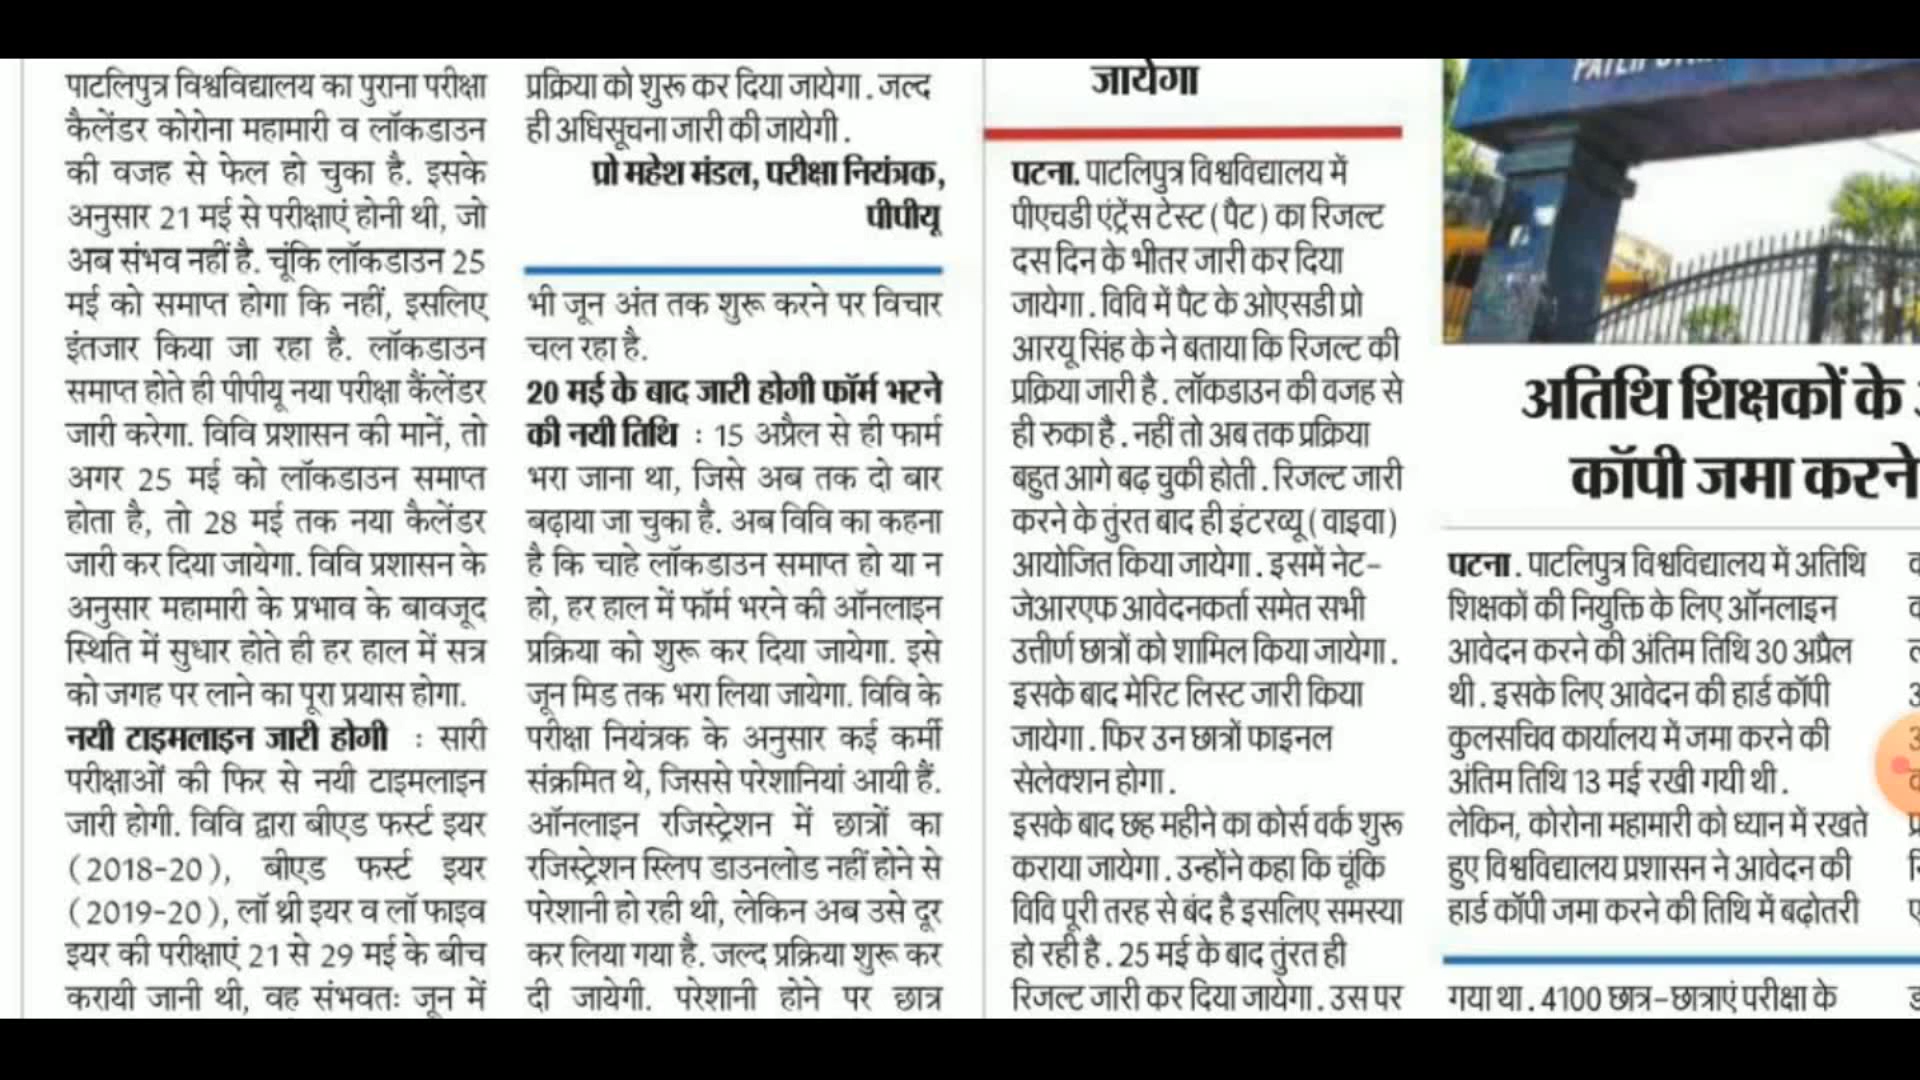 पाटलिपुत्र विश्वविद्यालय का पुराना परीक्षा
कैलेंडर कोरोना महामारी व लॉकडाउन
की वजह से फेल हो चुका है. इसके
अनुसार 21 मई से परीक्षाएं होनी थी, जो
अब संभव नहीं है. चूंकि लॉकडाउन 25
मई को समाप्त होगा कि नहीं, इसलिए
इंतजार किया जा रहा है. लॉकडाउन
समाप्त होते ही पीपीयू नया परीक्षा कैंलेंडर
जारी करेगा. विवि प्रशासन की मानें, तो
अगर 25 मई को लॉकडाउन समाप्त
होता है, तो 28 मई तक नया कैलेंडर
जारी कर दिया जायेगा. विवि प्रशासन के
अनुसार महामारी के प्रभाव के बावजूद
स्थिति में सुधार होते ही हर हाल में सत्र
को जगह पर लाने का पूरा प्रयास होगा.
नयी टाइमलाइन जारी होगी : सारी
परीक्षाओं की फिर से नयी टाइमलाइन
जारी होगी. विवि द्वारा बीएड फर्स्ट इयर
(2018-20), बीएड फर्स्ट इयर
(2019-20), लॉ थ्री इयर व लॉ फाइव
इयर की परीक्षाएं 21 से 29 मई के बीच
करायी जानी थी, वह संभवतः जून में
प्रक्रिया को शुरू कर दिया जायेगा. जल्द
ही अधिसूचना जारी की जायेगी.
प्रो महेश मंडल, परीक्षा नियंत्रक,
पीपीयू
भी जून अंत तक शुरू करने पर विचार
चल रहा है.
20 मई के बाद जारी होगी फॉर्म भरने
की नयी तिथि : 15 अप्रैल से ही फार्म
भरा जाना था, जिसे अब तक दो बार
बढ़ाया जा चुका है. अब विवि का कहना
है कि चाहे लॉकडाउन समाप्त हो या न
हो, हर हाल में फॉर्म भरने की ऑनलाइन
प्रक्रिया को शुरू कर दिया जायेगा. इसे
जून मिड तक भरा लिया जायेगा. विवि के
परीक्षा नियंत्रक के अनुसार कई कर्मी
संक्रमित थे, जिससे परेशानियां आयी हैं.
ऑनलाइन रजिस्ट्रेशन में छात्रों का
रजिस्ट्रेशन स्लिप डाउनलोड नहीं होने से
परेशानी हो रही थी, लेकिन अब उसे दूर
कर लिया गया है. जल्द प्रक्रिया शुरू कर
दी जायेगी. परेशानी होने पर छात्र
जायेगा
पटना. पाटलिपुत्र विश्वविद्यालय में
पीएचडी एंट्रेंस टेस्ट (पैट) का रिजल्ट
दस दिन के भीतर जारी कर दिया
जायेगा. विवि में पैट के ओएसडी प्रो
आरयू सिंह के ने बताया कि रिजल्ट की
प्रक्रिया जारी है. लॉकडाउन की वजह से
ही रुका है. नहीं तो अब तक प्रक्रिया
बहुत आगे बढ़ चुकी होती. रिजल्ट जारी
करने के तुंरत बाद ही इंटरव्यू (वाइवा)
आयोजित किया जायेगा. इसमें नेट-
जेआरएफ आवेदनकर्ता समेत सभी
उत्तीर्ण छात्रों को शामिल किया जायेगा.
इसके बाद मेरिट लिस्ट जारी किया
जायेगा. फिर उन छात्रों फाइनल
सेलेक्शन होगा.
इसके बाद छह महीने का कोर्स वर्क शुरू
कराया जायेगा. उन्होंने कहा कि चूंकि
विवि पूरी तरह से बंद है इसलिए समस्या
हो रही है. 25 मई के बाद तुंरत ही
रिजल्ट जारी कर दिया जायेगा. उस पर
अतिथि शिक्षकों के
कॉपी जमा करने
पटना. पाटलिपुत्र विश्वविद्यालय में अतिथि
शिक्षकों की नियुक्ति के लिए ऑनलाइन
आवेदन करने की अंतिम तिथि 30 अप्रैल
थी. इसके लिए आवेदन की हार्ड कॉपी
कुलसचिव कार्यालय में जमा करने की
अंतिम तिथि 13 मई रखी गयी थी.
लेकिन, कोरोना महामारी को ध्यान में रखते
हुए विश्वविद्यालय प्रशासन ने आवेदन की
हार्ड कॉपी जमा करने की तिथि में बढ़ोतरी
गया था. 4100 छात्र-छात्राएं परीक्षा के